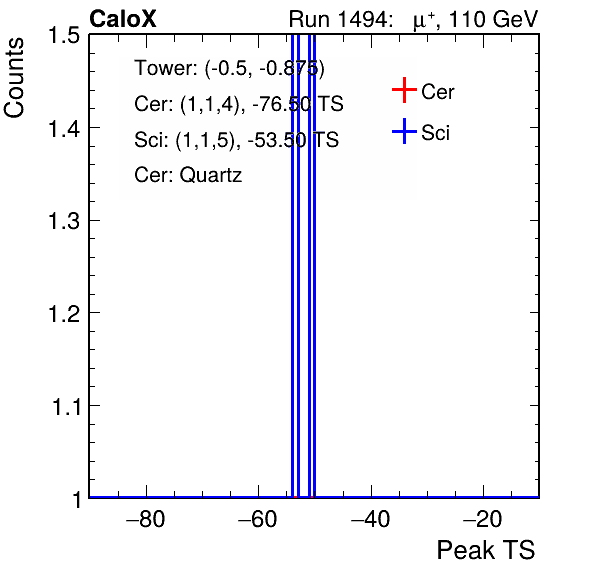 CaloX Run 1494: μ⁺, 110 GeV
Counts
Tower: (-0.5, -0.875)
Cer: (1,1,4), -76.50 TS
Sci: (1,1,5), -53.50 TS
Cer: Quartz
Cer
Sci
1.5
1.4
1.3
1.2
1.1
1
−80 −60 −40 −20
Peak TS